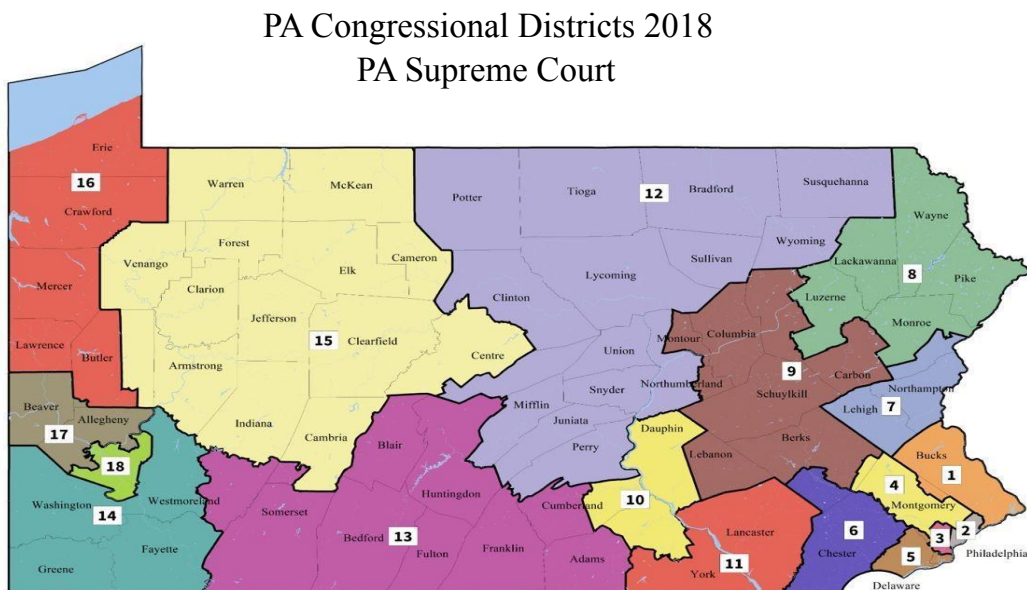 PA Congressional Districts 2018
PA Supreme Court
Erie
16
Crawford
Mercer
Lawrence
Butler
Warren
McKean
Forest
Venango
Elk
Cameron
Clarion
Jefferson
15
Clearfield
Centre
Armstrong
Indiana
Cambria
Potter
Tioga
12
Bradford
Susquehanna
Wyoming
Sullivan
Lycoming
Clinton
Union
Snyder
Northumberland
Mifflin
Juniata
Perry
Wayne
Lackawanna
8
Pike
Luzerne
Monroe
Montour
Columbia
9
Carbon
Schuylkill
Berks
Lebanon
Northampton
7
Lehigh
Bucks
1
4
Montgomery
2
3
Philadelphia
5
Delaware
6
Chester
Dauphin
10
Cumberland
Lancaster
11
York
Blair
Huntingdon
Somerset
Bedford
13
Fulton
Franklin
Adams
Beaver
Allegheny
17
18
Washington
Westmoreland
14
Fayette
Greene